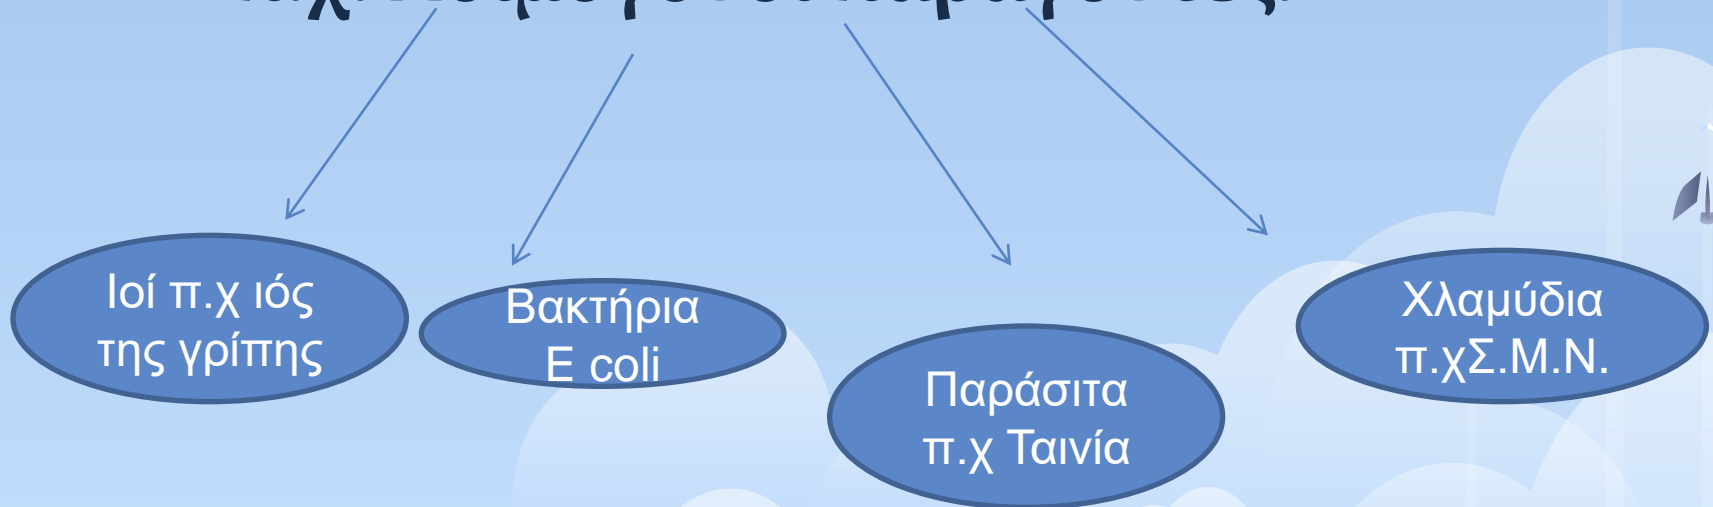 Ιοί π.χ ιός
της γρίπης
Βακτήρια
E coli
Παράσιτα
π.χ Ταινία
Χλαμύδια
π.χΣ.Μ.Ν.